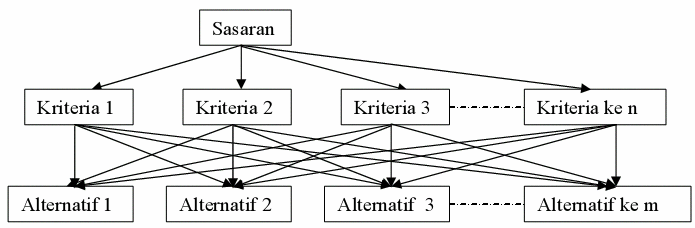 Sasaran
Kriteria 1
Kriteria 2
Kriteria 3
Kriteria ke n
Alternatif 1
Alternatif 2
Alternatif 3
Alternatif ke m